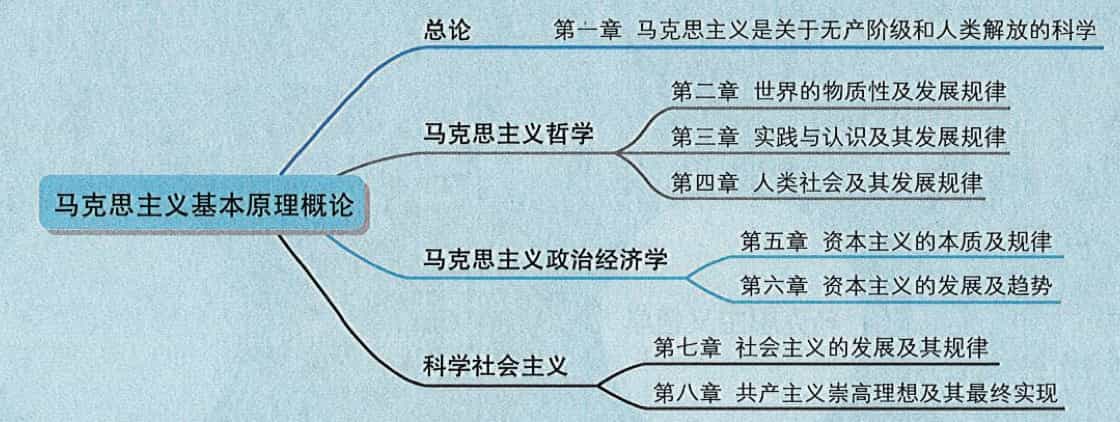 总论
第一章 马克思主义是关于无产阶级和人类解放的科学
马克思主义哲学
第二章 世界的物质性及发展规律
第三章 实践与认识及其发展规律
第四章 人类社会及其发展规律
马克思主义基本原理概论
马克思主义政治经济学
第五章 资本主义的本质及规律
第六章 资本主义的发展及趋势
科学社会主义
第七章 社会主义的发展及其规律
第八章 共产主义崇高理想及其最终实现